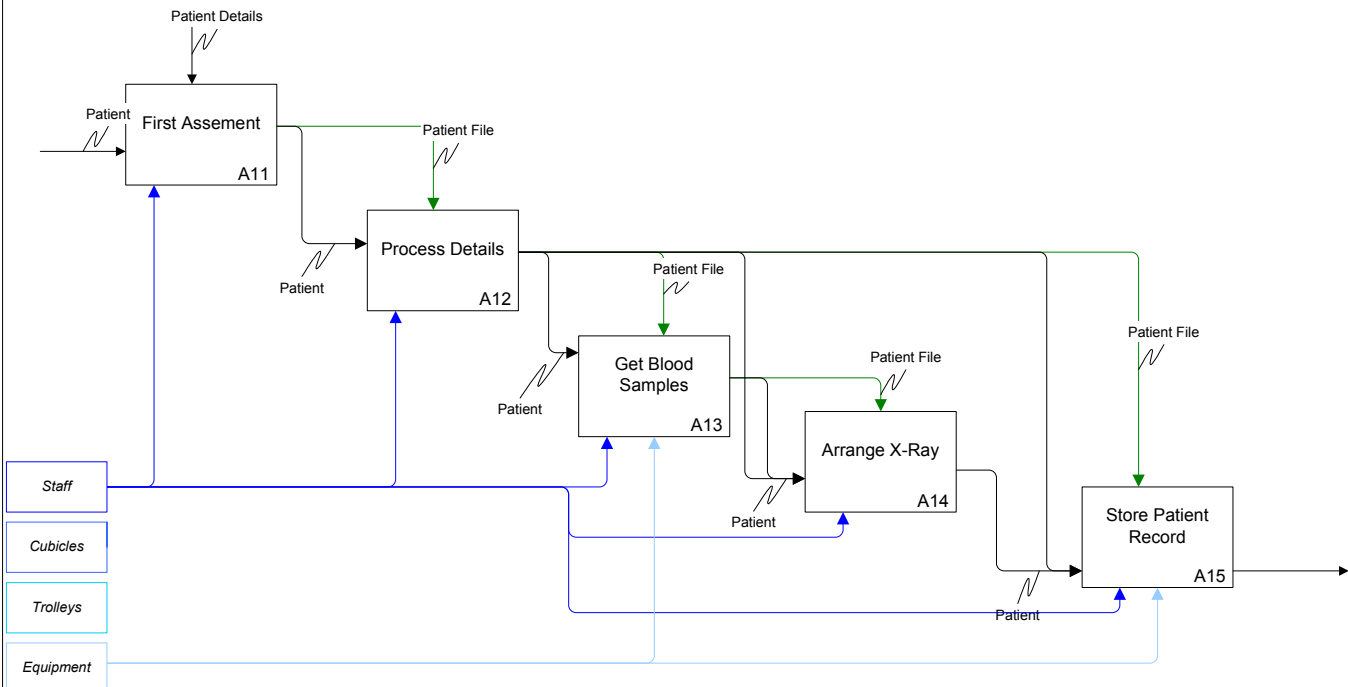 Patient Details
Patient
First Assement
A11
Patient File
Process Details
A12
Patient
Patient File
Get Blood
Samples
A13
Patient
Patient File
Patient File
Arrange X-Ray
A14
Patient
Store Patient
Record
A15
Patient
Staff
Cubicles
Trolleys
Equipment